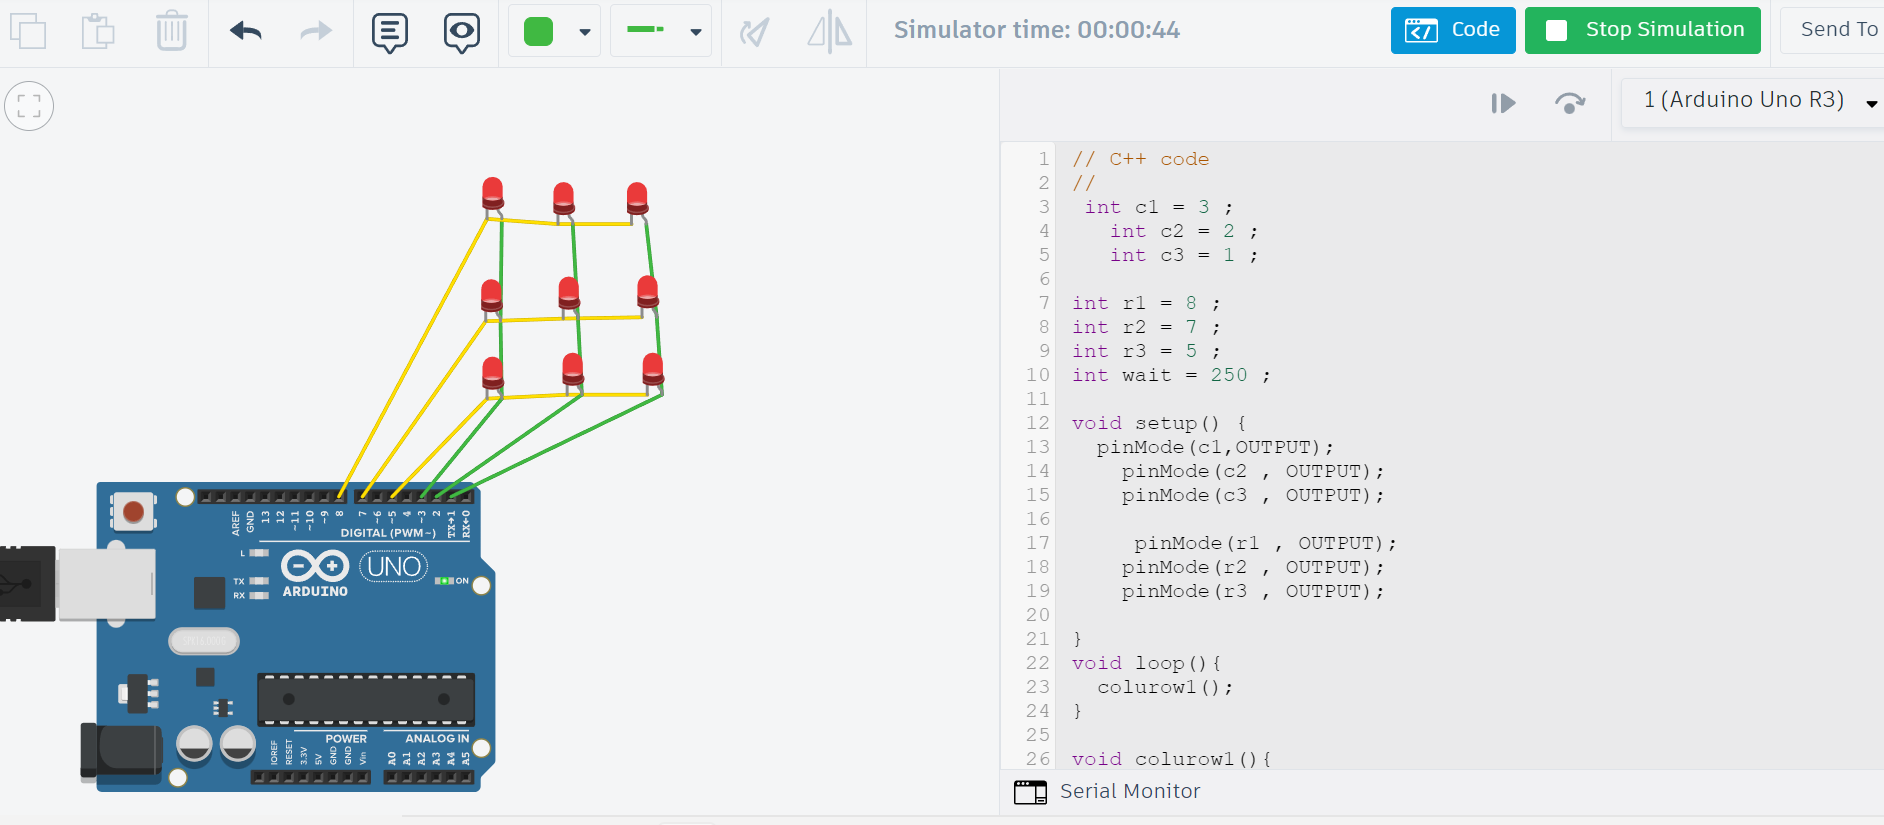 Simulator time: 00:00:44
Code
Stop Simulation
Send To
1 (Arduino Uno R3)
1 // C++ code
2 //
3 int c1 = 3 ;
4 int c2 = 2 ;
5 int c3 = 1 ;
6
7 int r1 = 8 ;
8 int r2 = 7 ;
9 int r3 = 5 ;
10 int wait = 250 ;
11
12 void setup() {
13 pinMode(c1,OUTPUT);
14 pinMode(c2 , OUTPUT);
15 pinMode(c3 , OUTPUT);
16
17 pinMode(r1 , OUTPUT);
18 pinMode(r2 , OUTPUT);
19 pinMode(r3 , OUTPUT);
20
21 }
22 void loop(){
23 colurow1();
24 }
25
26 void colurow1(){
Serial Monitor
AREF GND 13 12 ~11 ~10 ~9 8 7 ~6 ~5 4 ~3 2 TX→1 RX←0
DIGITAL (PWM~)
L
TX
RX
UNO
ON
ARDUINO
POWER
ANALOG IN
IOREF RESET 3.3V 5V GND GND Vin A0 A1 A2 A3 A4 A5